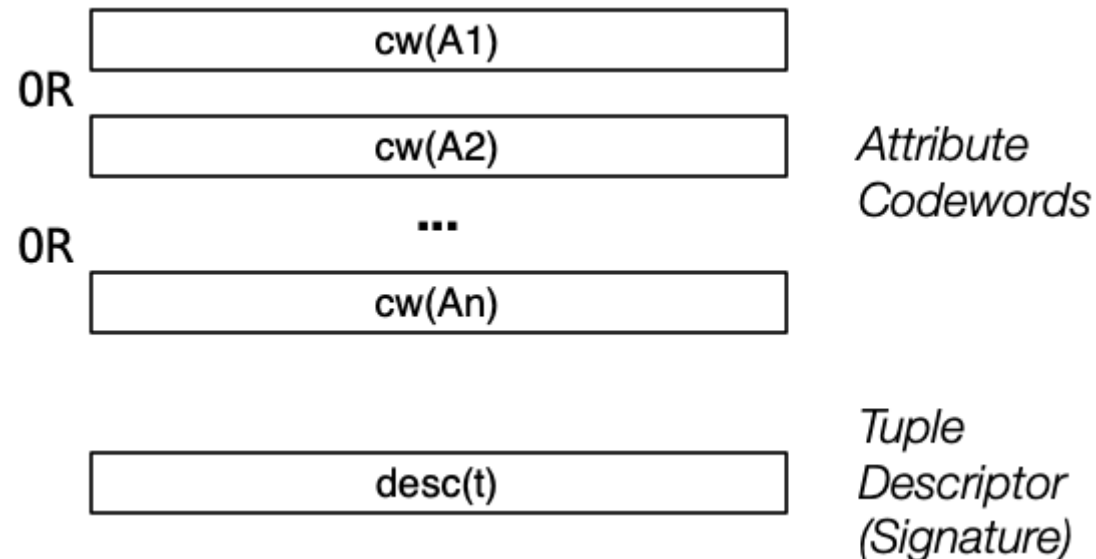 cw(A1)
OR
cw(A2)
Attribute
Codewords
...
OR
cw(An)
Tuple
desc(t)
Descriptor
(Signature)